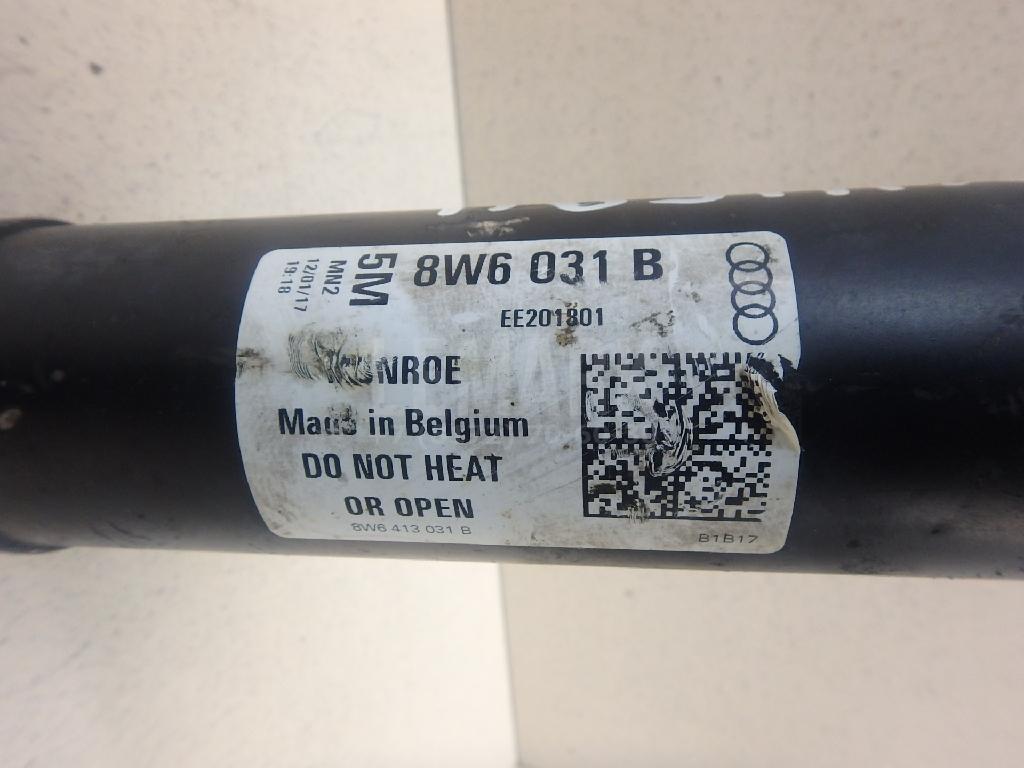 5M
MN2
12/01/17
19:18
8W6 031 B
EE201801
MONROE
Made in Belgium
DO NOT HEAT
OR OPEN
8W6 413 031 B
B1B17